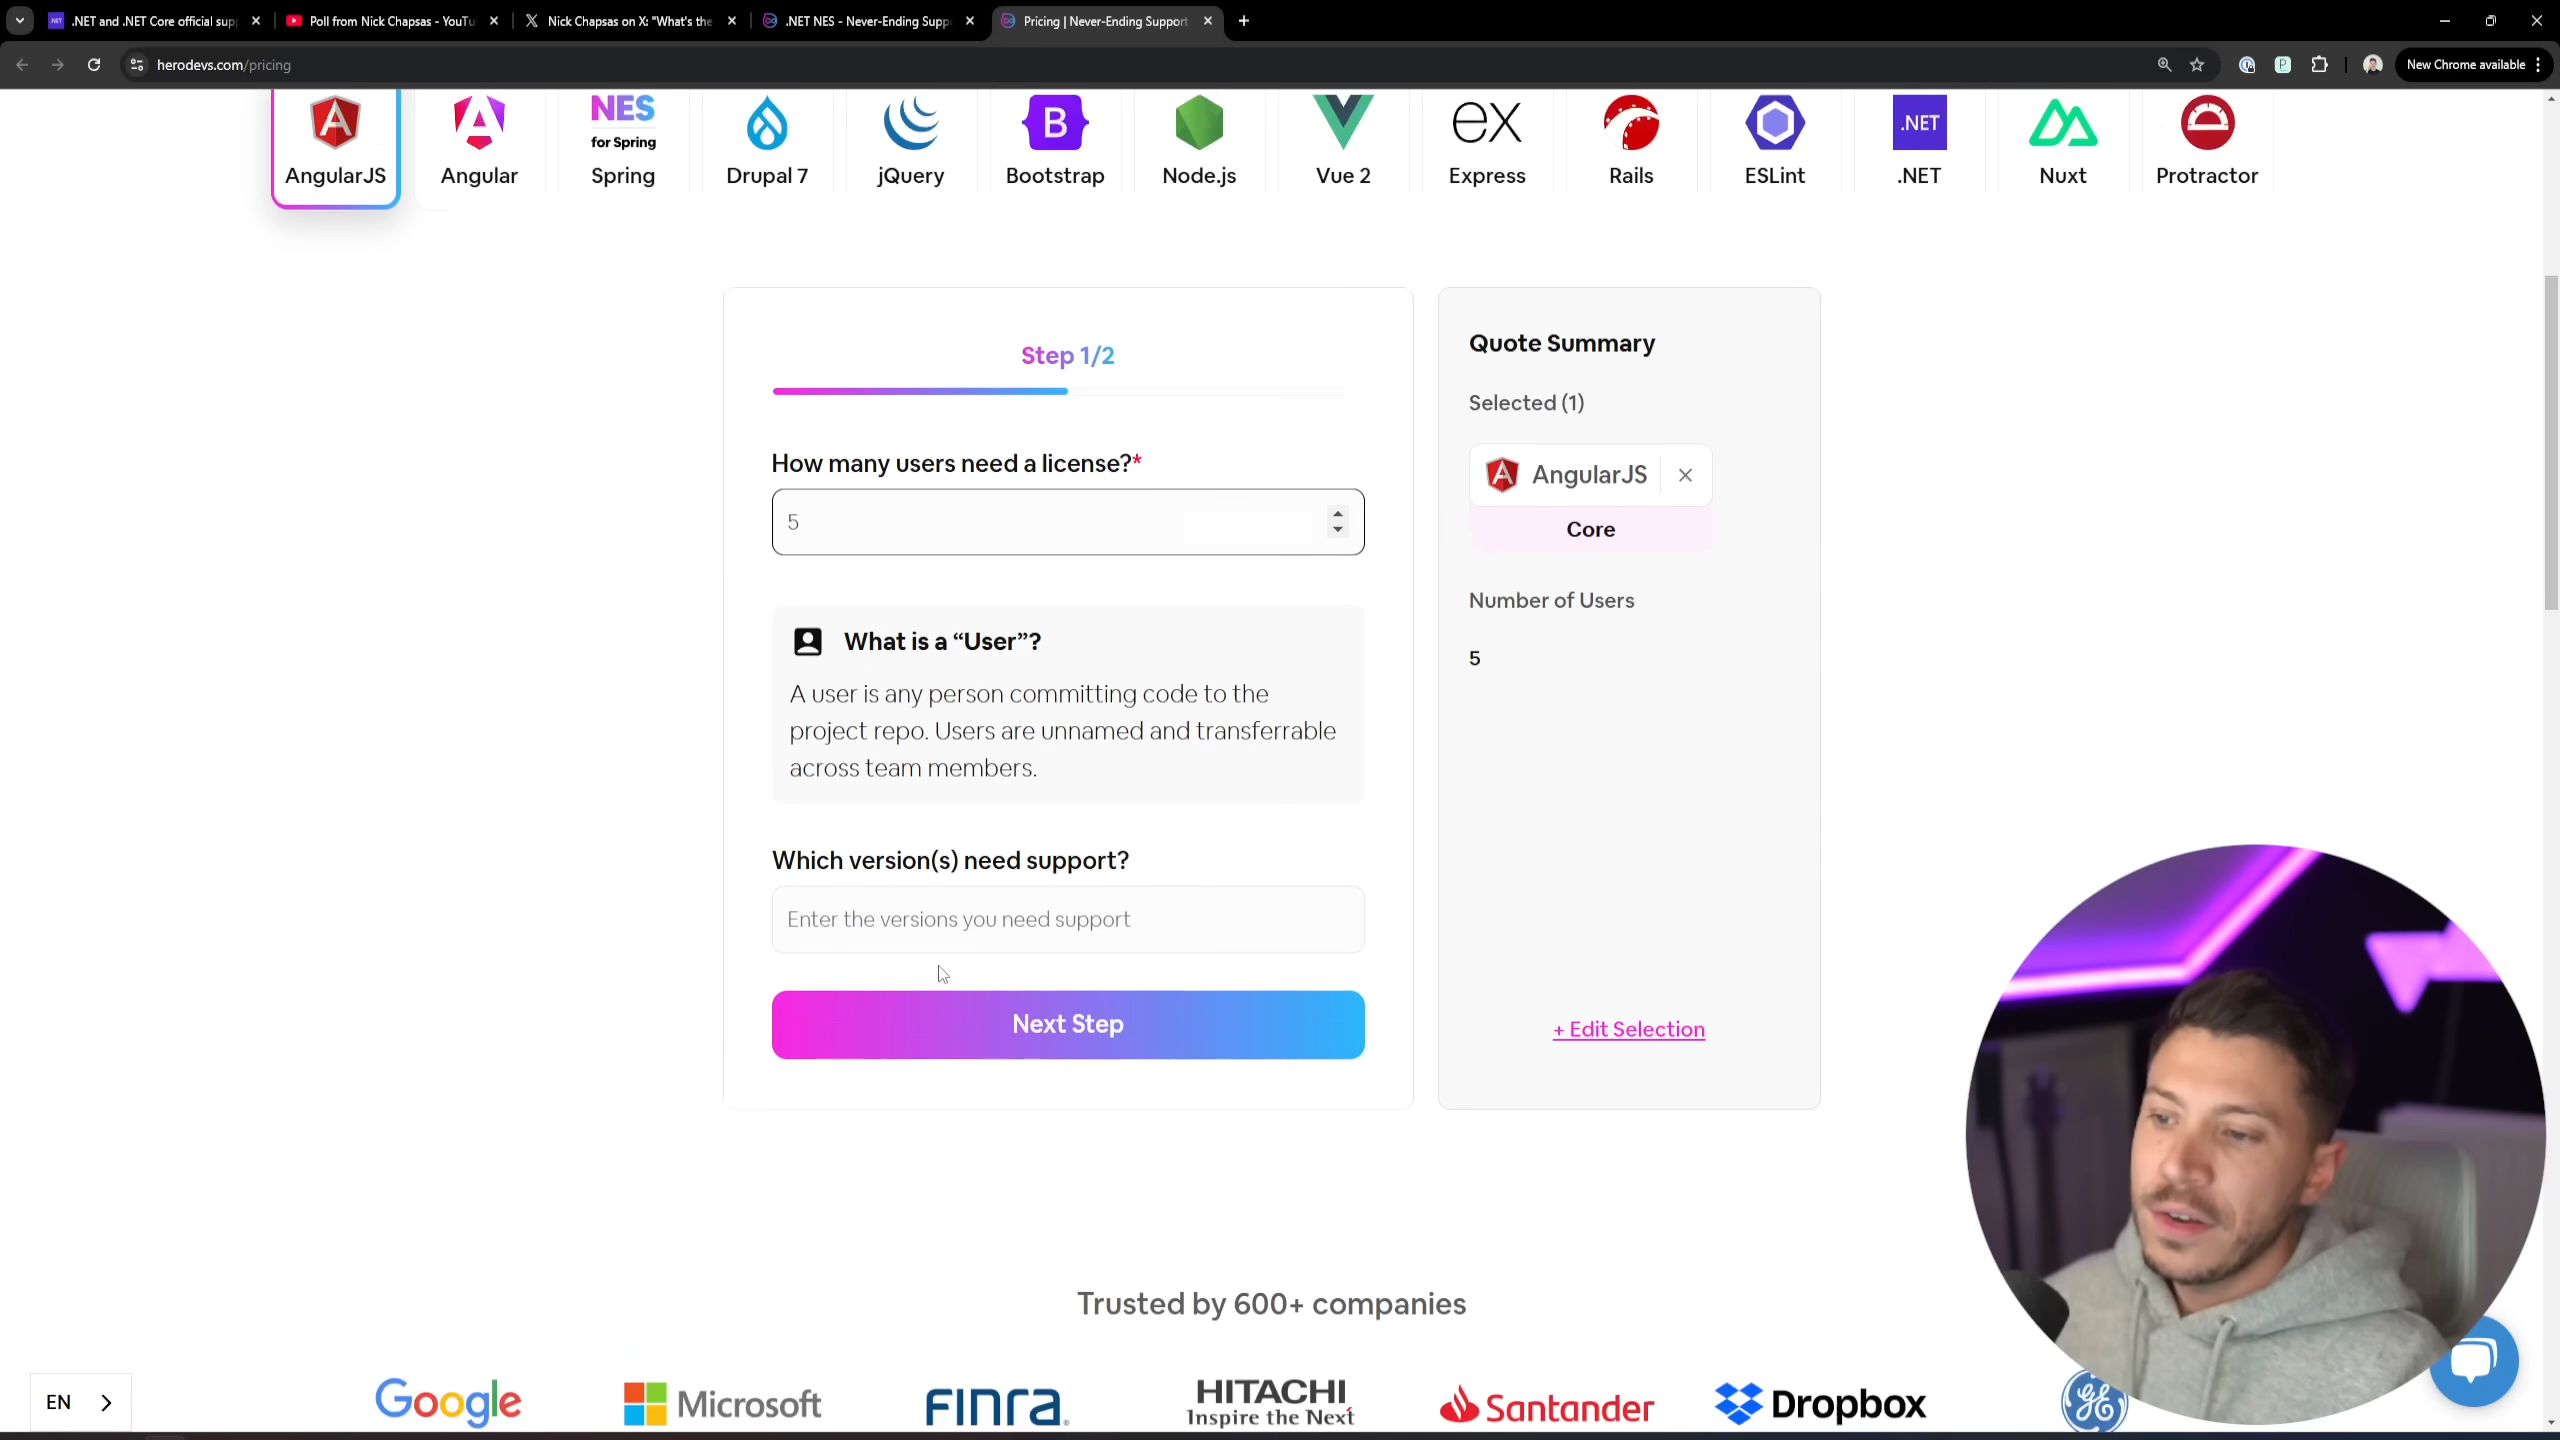 .NET and .NET Core official sup
Poll from Nick Chapsas - YouTu
Nick Chapsas on X: "What's the
.NET NES - Never-Ending Supp
Pricing | Never-Ending Support
herodevs.com/pricing
New Chrome available
AngularJS
Angular
NES
for Spring
Spring
Drupal 7
jQuery
B
Bootstrap
Node.js
Vue 2
ex
Express
Rails
ESLint
.NET
.NET
Nuxt
Protractor
Step 1/2
How many users need a license?*
5
What is a “User”?
A user is any person committing code to the
project repo. Users are unnamed and transferrable
across team members.
Which version(s) need support?
Enter the versions you need support
Next Step
Quote Summary
Selected (1)
AngularJS
Core
Number of Users
5
+ Edit Selection
Trusted by 600+ companies
EN
Google
Microsoft
FINRA
HITACHI
Inspire the Next
Santander
Dropbox
GE